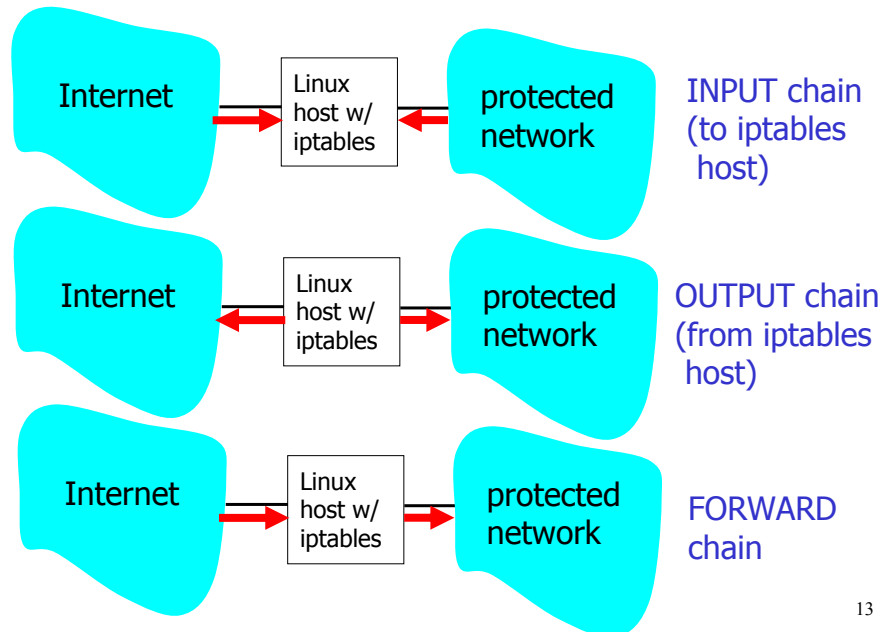 Internet
Linux
host w/
iptables
protected
network
INPUT chain
(to iptables
host)
Internet
Linux
host w/
iptables
protected
network
OUTPUT chain
(from iptables
host)
Internet
Linux
host w/
iptables
protected
network
FORWARD
chain
13